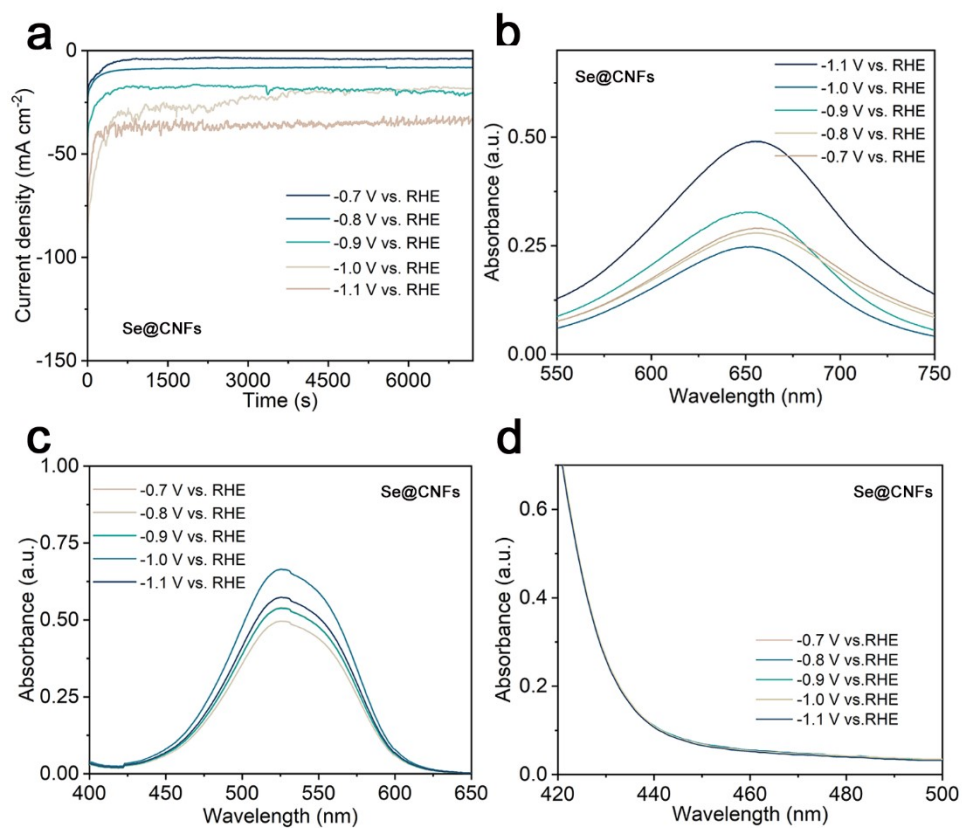 a
Current density (mA cm-2)
0
-50
-100
-150
0
1500
3000
4500
6000
Time (s)
-0.7 V vs. RHE
-0.8 V vs. RHE
-0.9 V vs. RHE
-1.0 V vs. RHE
-1.1 V vs. RHE
Se@CNFs
b
Absorbance (a.u.)
0.50
0.25
0.00
550
600
650
700
750
Wavelength (nm)
Se@CNFs
-1.1 V vs. RHE
-1.0 V vs. RHE
-0.9 V vs. RHE
-0.8 V vs. RHE
-0.7 V vs. RHE
c
Absorbance (a.u.)
1.00
0.75
0.50
0.25
0.00
400
450
500
550
600
650
Wavelength (nm)
-0.7 V vs. RHE
-0.8 V vs. RHE
-0.9 V vs. RHE
-1.0 V vs. RHE
-1.1 V vs. RHE
Se@CNFs
d
Absorbance (a.u.)
0.6
0.4
0.2
0.0
420
440
460
480
500
Wavelength (nm)
Se@CNFs
-0.7 V vs.RHE
-0.8 V vs.RHE
-0.9 V vs.RHE
-1.0 V vs.RHE
-1.1 V vs.RHE